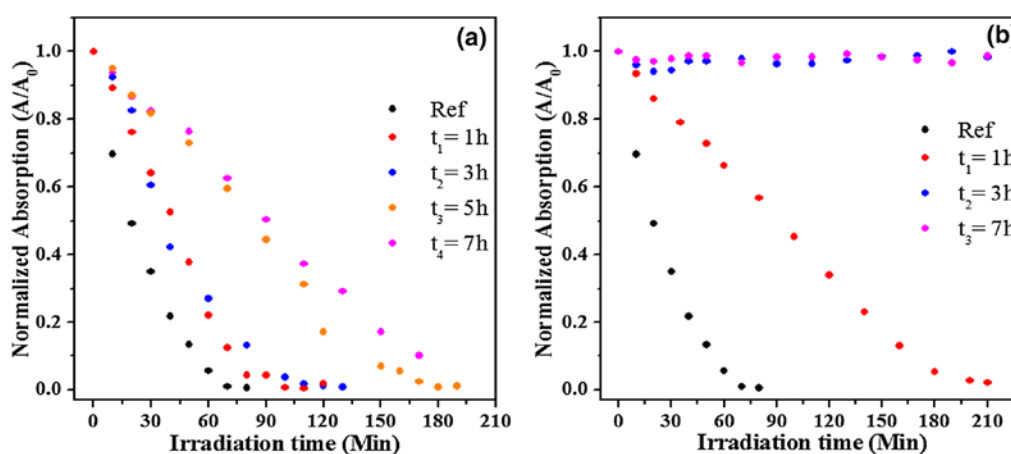 (a)
Normalized Absorption (A/A₀)
1.0
0.8
0.6
0.4
0.2
0.0
Ref
t₁= 1h
t₂= 3h
t₃= 5h
t₄= 7h
0 30 60 90 120 150 180 210
Irradiation time (Min)
(b)
Normalized Absorption (A/A₀)
1.0
0.8
0.6
0.4
0.2
0.0
Ref
t₁= 1h
t₂= 3h
t₃= 7h
0 30 60 90 120 150 180 210
Irradiation time (Min)